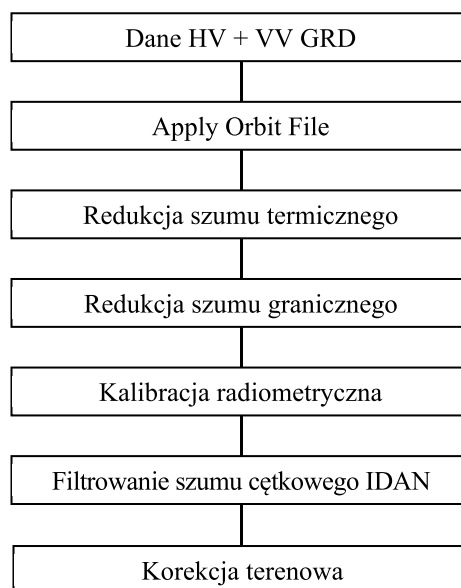 Dane HV + VV GRD
Apply Orbit File
Redukcja szumu termicznego
Redukcja szumu granicznego
Kalibracja radiometryczna
Filtrowanie szumu cętkowego IDAN
Korekcja terenowa